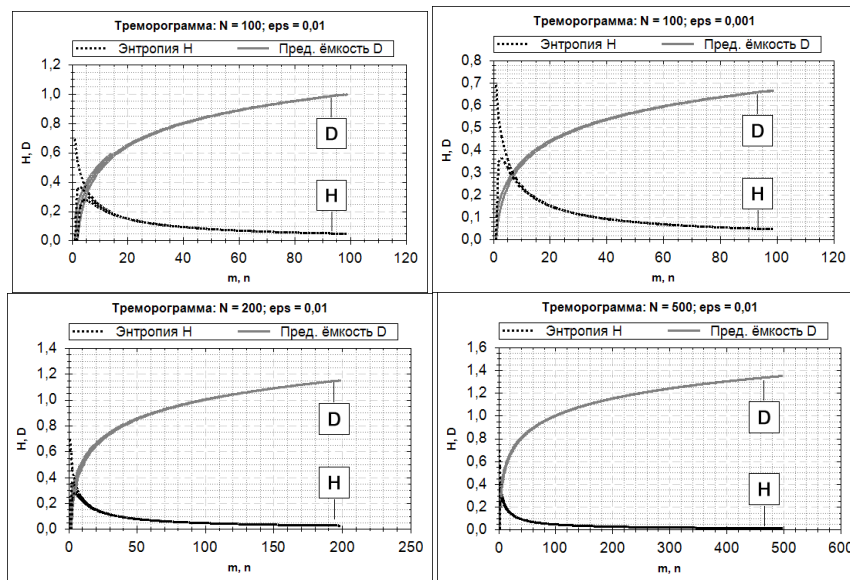 Треморограмма: N = 100; eps = 0,01
Энтропия H
Пред. ёмкость D
H, D
1,2
1,0
0,8
0,6
0,4
0,2
0,0
D
H
0
20
40
60
80
100
120
m, n
Треморограмма: N = 100; eps = 0,001
Энтропия H
Пред. ёмкость D
H, D
0,8
0,7
0,6
0,5
0,4
0,3
0,2
0,1
0,0
D
H
0
20
40
60
80
100
120
m, n
Треморограмма: N = 200; eps = 0,01
Энтропия H
Пред. ёмкость D
H, D
1,4
1,2
1,0
0,8
0,6
0,4
0,2
0,0
D
H
0
50
100
150
200
250
m, n
Треморограмма: N = 500; eps = 0,01
Энтропия H
Пред. ёмкость D
H, D
1,6
1,4
1,2
1,0
0,8
0,6
0,4
0,2
0,0
D
H
0
100
200
300
400
500
600
m, n